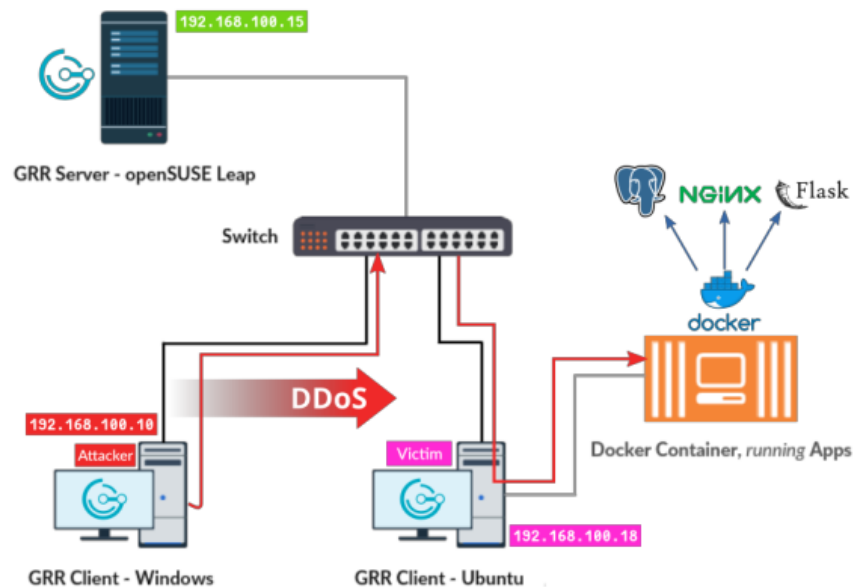 192.168.100.15
GRR Server - openSUSE Leap
Switch
NGiNX
Flask
docker
DDoS
192.168.100.10
Attacker
Victim
Docker Container, running Apps
192.168.100.18
GRR Client - Windows
GRR Client - Ubuntu